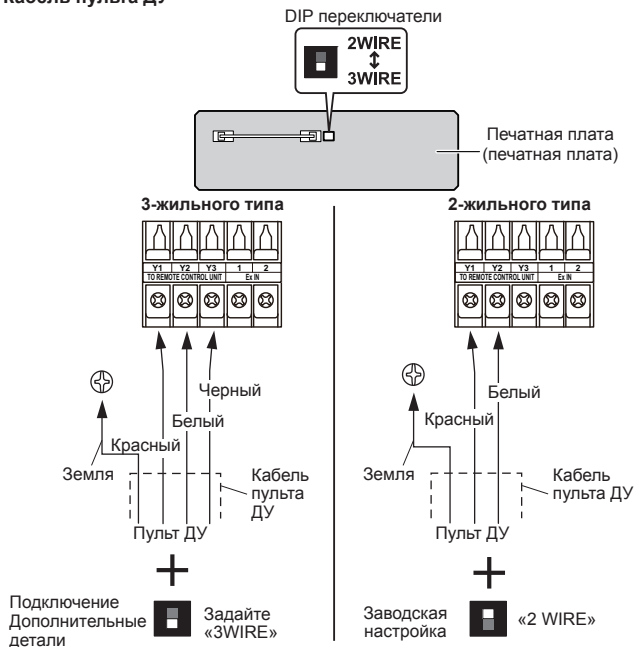 Кабель пульта ДУ
DIP переключатели
2WIRE
3WIRE
Печатная плата
(печатная плата)
3-жильного типа
Y1 Y2 Y3 1 2
TO REMOTE CONTROL UNIT Ex IN
Черный
Белый
Красный
Земля
Кабель
пульта
ДУ
Пульт ДУ
+
Подключение
Дополнительные
детали
Задайте
«3WIRE»
2-жильного типа
Y1 Y2 Y3 1 2
TO REMOTE CONTROL UNIT Ex IN
Белый
Красный
Земля
Кабель
пульта ДУ
Пульт ДУ
+
Заводская
настройка
«2 WIRE»